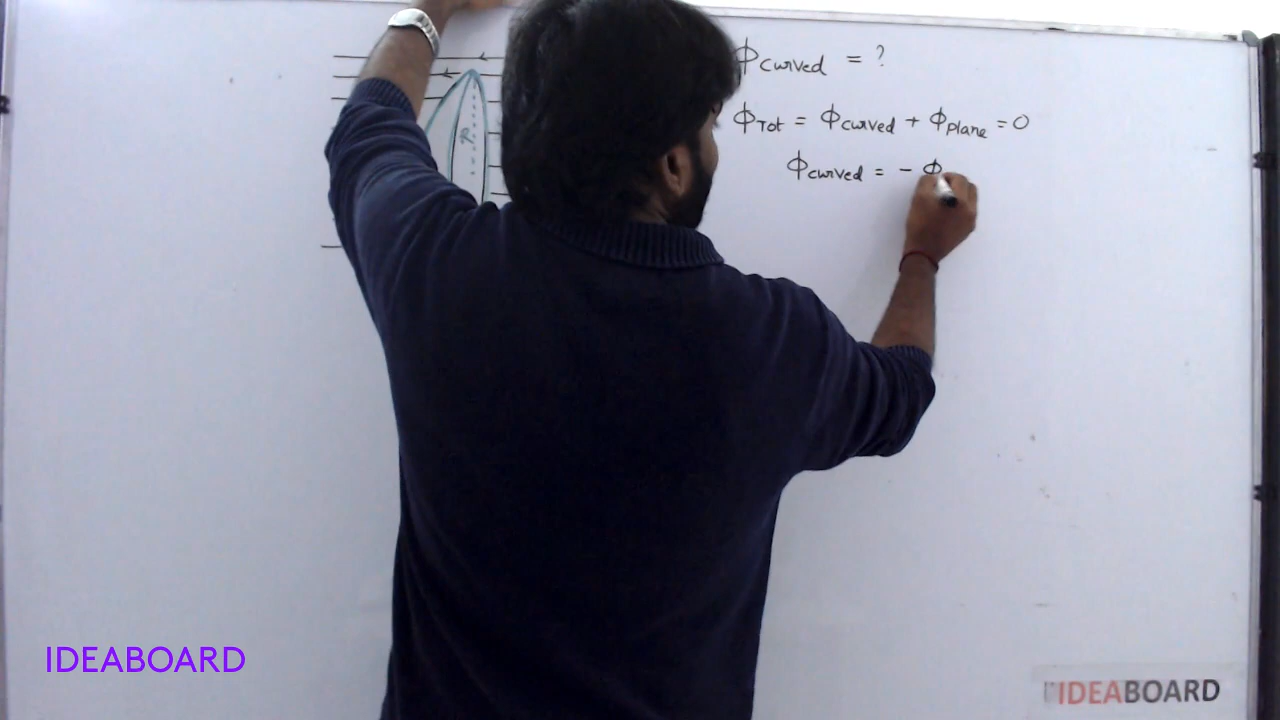 ϕcurved = ?
ϕTot = ϕcurved + ϕplane = 0
ϕcurved = - ϕ
R
IDEABOARD
IDEABOARD